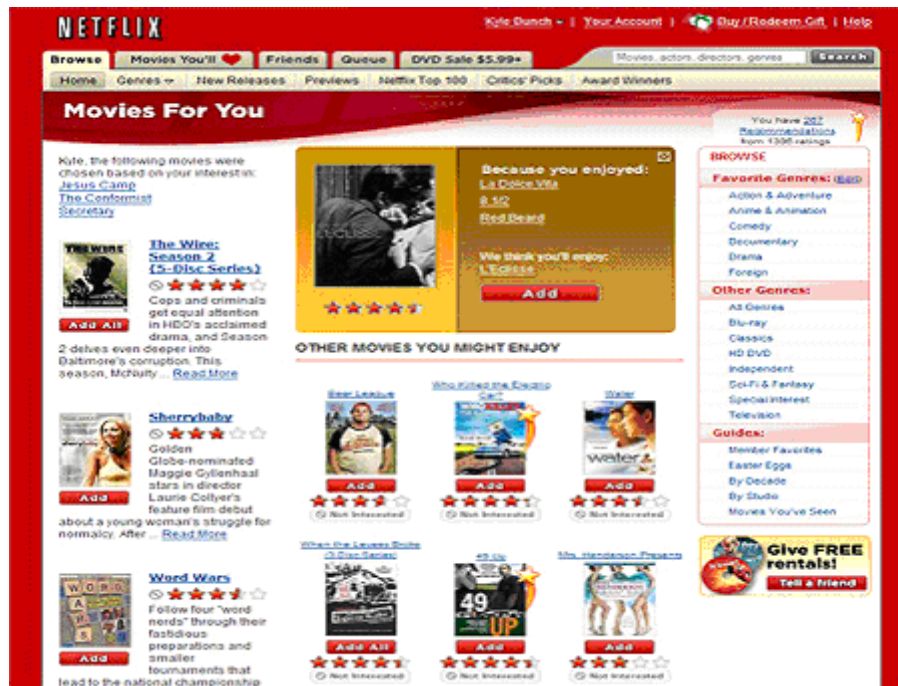 NETFLIX
Kyle Bunch | Your Account | Buy / Redeem Gift | Help
Browse Movies You'll Friends Queue DVD Sale $5.99+
Movies, actors, directors, genres Search
Home Genres New Releases Previews Netflix Top 100 Critics' Picks Award Winners
Movies For You
You have 267
Recommendations
from 1306 ratings
Kyle, the following movies were
chosen based on your interest in:
Jesus Camp
The Conformist
Secretary
The Wire:
Season 2
(5-Disc Series)
Add All
Cops and criminals
get equal attention
in HBO's acclaimed
drama, and Season
2 delves even deeper into
Baltimore's corruption. This
season, McNulty ... Read More
Sherrybaby
Add
Golden
Globe-nominated
Maggie Gyllenhaal
stars in director
Laurie Collyer's
feature film debut
about a young woman's struggle for
normalcy. After ... Read More
WORD
WARS
Word Wars
Add
Follow four "word
nerds" through their
fastidious
preparations and
smaller
tournaments that
lead to the national championship
Because you enjoyed:
La Dolce Vita
8 1/2
Red Beard
We think you'll enjoy:
L'Eclisse
Add
OTHER MOVIES YOU MIGHT ENJOY
Beer League
Add
Not Interested
Who Killed the Electric
Car?
Add
Not Interested
Water
water
Add
Not Interested
When the Levees Broke
(3-Disc Series)
Add All
Not Interested
49 Up
49
UP
Add
Not Interested
Mrs. Henderson Presents
Add
Not Interested
BROWSE
Favorite Genres: (Edit)
Action & Adventure
Anime & Animation
Comedy
Documentary
Drama
Foreign
Other Genres:
All Genres
Blu-ray
Classics
HD DVD
Independent
Sci-Fi & Fantasy
Special Interest
Television
Guides:
Member Favorites
Easter Eggs
By Decade
By Studio
Movies You've Seen
Give FREE
rentals!
Tell a friend